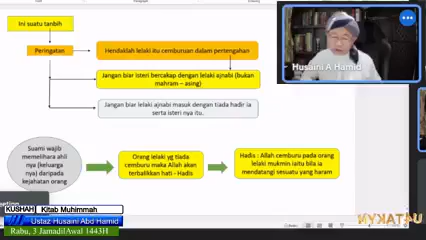 Ini suatu tanbih
Peringatan
Hendaklah lelaki itu cemburuan dalam pertengahan
Jangan biar isteri bercakap dengan lelaki ajnabi (bukan
mahram – asing)
Jangan biar lelaki ajnabi masuk dengan tiada hadir ia
serta isteri nya itu.
Suami wajib
memelihara ahli
nya (keluarga
nya) daripada
kejahatan orang
Orang lelaki yg tiada
cemburu maka Allah akan
terbalikkan hati - Hadis
Hadis : Allah cemburu pada orang
lelaki mukmin iaitu bila ia
mendatangi sesuatu yang haram
Husaini A Hamid
KUSHAH Kitab Muhimmah
Ustaz Husaini Abd Hamid
Rabu, 3 JamadilAwal 1443H